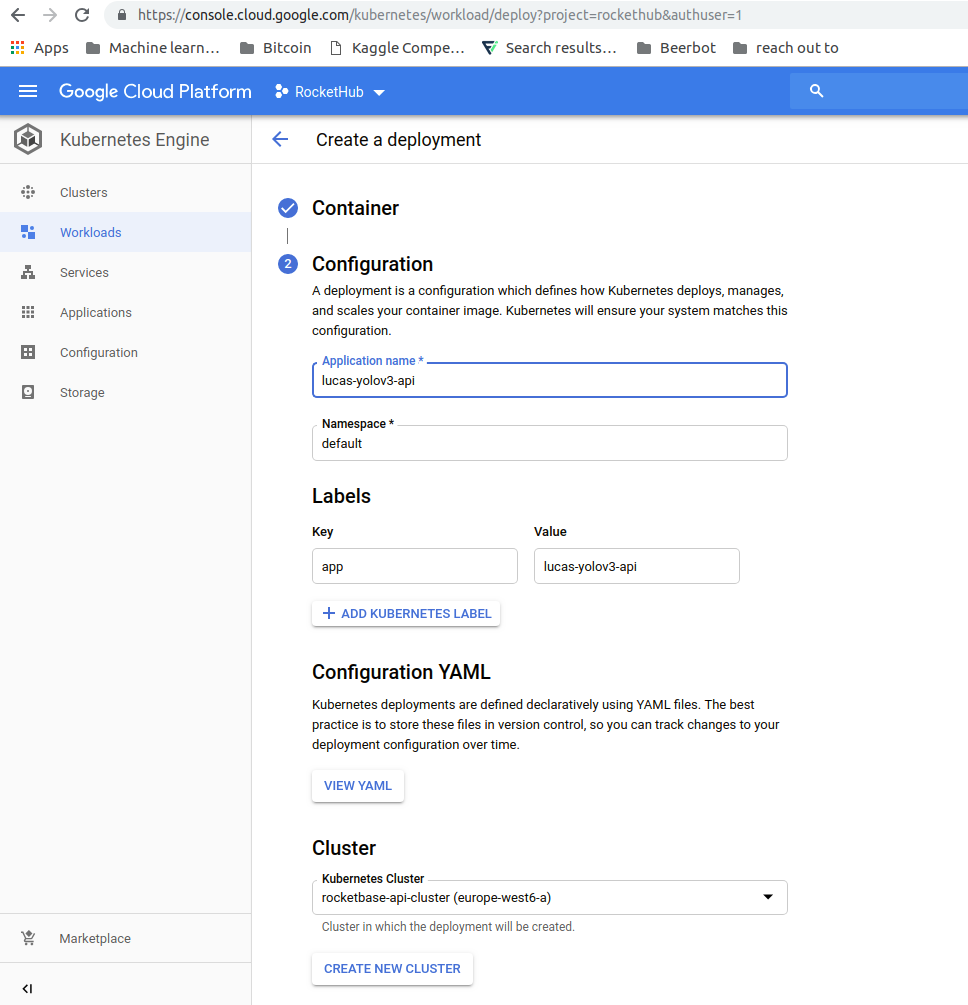 https://console.cloud.google.com/kubernetes/workload/deploy?project=rockethub&authuser=1
Apps Machine learn... Bitcoin Kaggle Compe... Search results... Beerbot reach out to
Google Cloud Platform RocketHub
Kubernetes Engine
Create a deployment
Clusters
Workloads
Services
Applications
Configuration
Storage
Marketplace
Container
2 Configuration
A deployment is a configuration which defines how Kubernetes deploys, manages,
and scales your container image. Kubernetes will ensure your system matches this
configuration.
Application name *
lucas-yolov3-api
Namespace *
default
Labels
Key Value
app lucas-yolov3-api
ADD KUBERNETES LABEL
Configuration YAML
Kubernetes deployments are defined declaratively using YAML files. The best
practice is to store these files in version control, so you can track changes to your
deployment configuration over time.
VIEW YAML
Cluster
Kubernetes Cluster
rocketbase-api-cluster (europe-west6-a)
Cluster in which the deployment will be created.
CREATE NEW CLUSTER